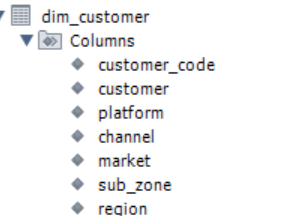 dim_customer
Columns
customer_code
customer
platform
channel
market
sub_zone
region